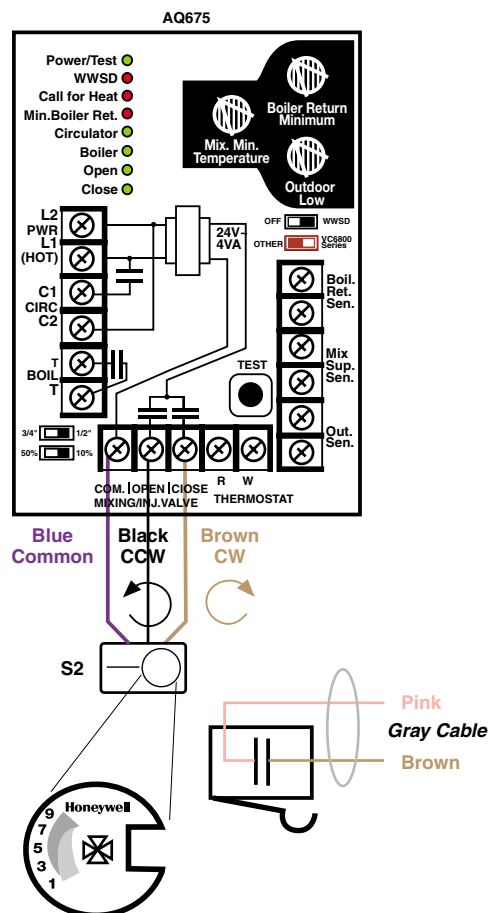 AQ675
Power/Test
WWSD
Call for Heat
Min.Boiler Ret.
Circulator
Boiler
Open
Close
Boiler Return
Minimum
Mix. Min.
Temperature
Outdoor
Low
OFF WWSD
OTHER VC6800
Series
L2
PWR
L1
(HOT)
C1
CIRC
C2
T
BOIL
T
24V~
4VA
Boil.
Ret.
Sen.
Mix
Sup.
Sen.
Out.
Sen.
TEST
3/4" 1/2"
50% 10%
R W
COM. | OPEN | CLOSE
MIXING/INJ.VALVE
THERMOSTAT
Blue
Common
Black
CCW
Brown
CW
S2
Pink
Gray Cable
Brown
Honeywell
9
7
5
3
1